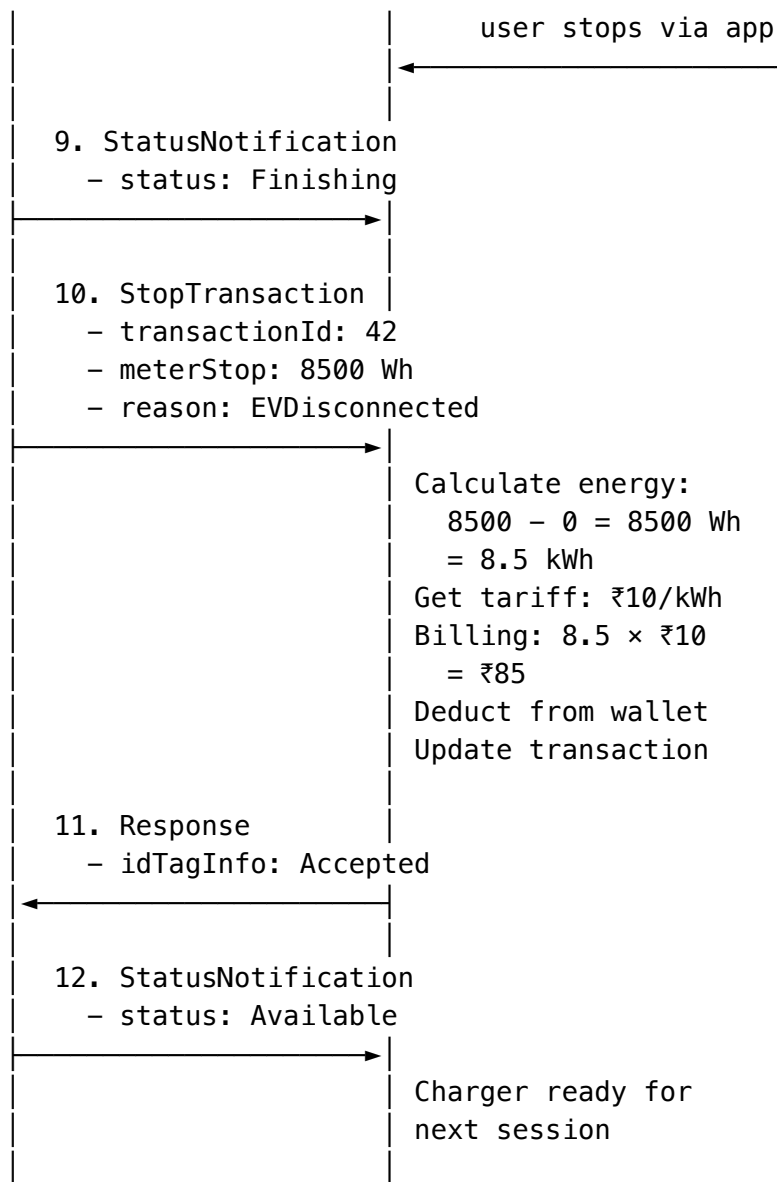 user stops via app
9. StatusNotification
– status: Finishing
10. StopTransaction
– transactionId: 42
– meterStop: 8500 Wh
– reason: EVDisconnected
Calculate energy:
8500 – 0 = 8500 Wh
= 8.5 kWh
Get tariff: ₹10/kWh
Billing: 8.5 × ₹10
= ₹85
Deduct from wallet
Update transaction
11. Response
– idTagInfo: Accepted
12. StatusNotification
– status: Available
Charger ready for
next session